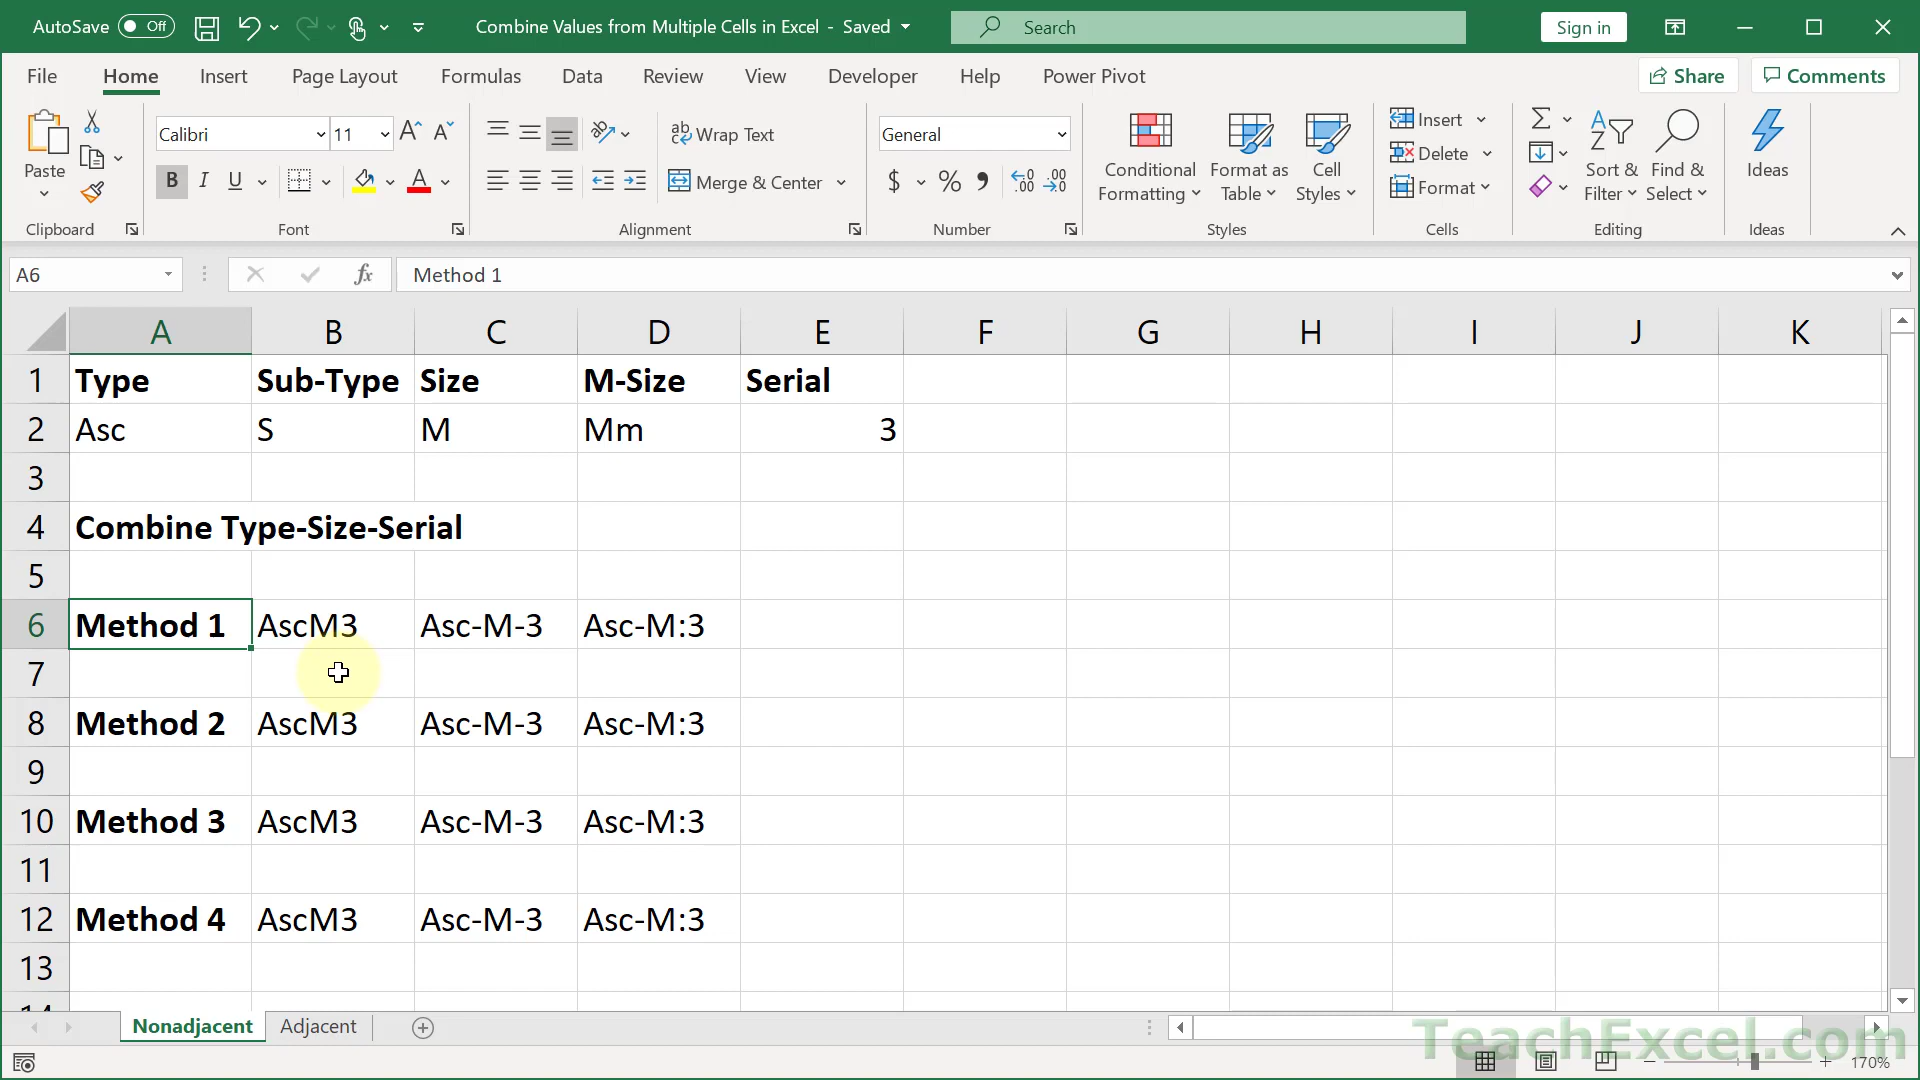 AutoSave Off Combine Values from Multiple Cells in Excel - Saved Search Sign in
File Home Insert Page Layout Formulas Data Review View Developer Help Power Pivot Share Comments
Paste
Calibri 11
B I U A
ab Wrap Text
Merge & Center
General
$ % 9 .00 .00
Conditional Formatting
Format as Table
Cell Styles
Insert
Delete
Format
Sort & Filter
Find & Select
Ideas
Clipboard Font Alignment Number Styles Cells Editing Ideas
A6 fx Method 1
A B C D E F G H I J K
1 Type Sub-Type Size M-Size Serial
2 Asc S M Mm 3
3
4 Combine Type-Size-Serial
5
6 Method 1 AscM3 Asc-M-3 Asc-M:3
7
8 Method 2 AscM3 Asc-M-3 Asc-M:3
9
10 Method 3 AscM3 Asc-M-3 Asc-M:3
11
12 Method 4 AscM3 Asc-M-3 Asc-M:3
13
Nonadjacent Adjacent
TeachExcel.com
170%